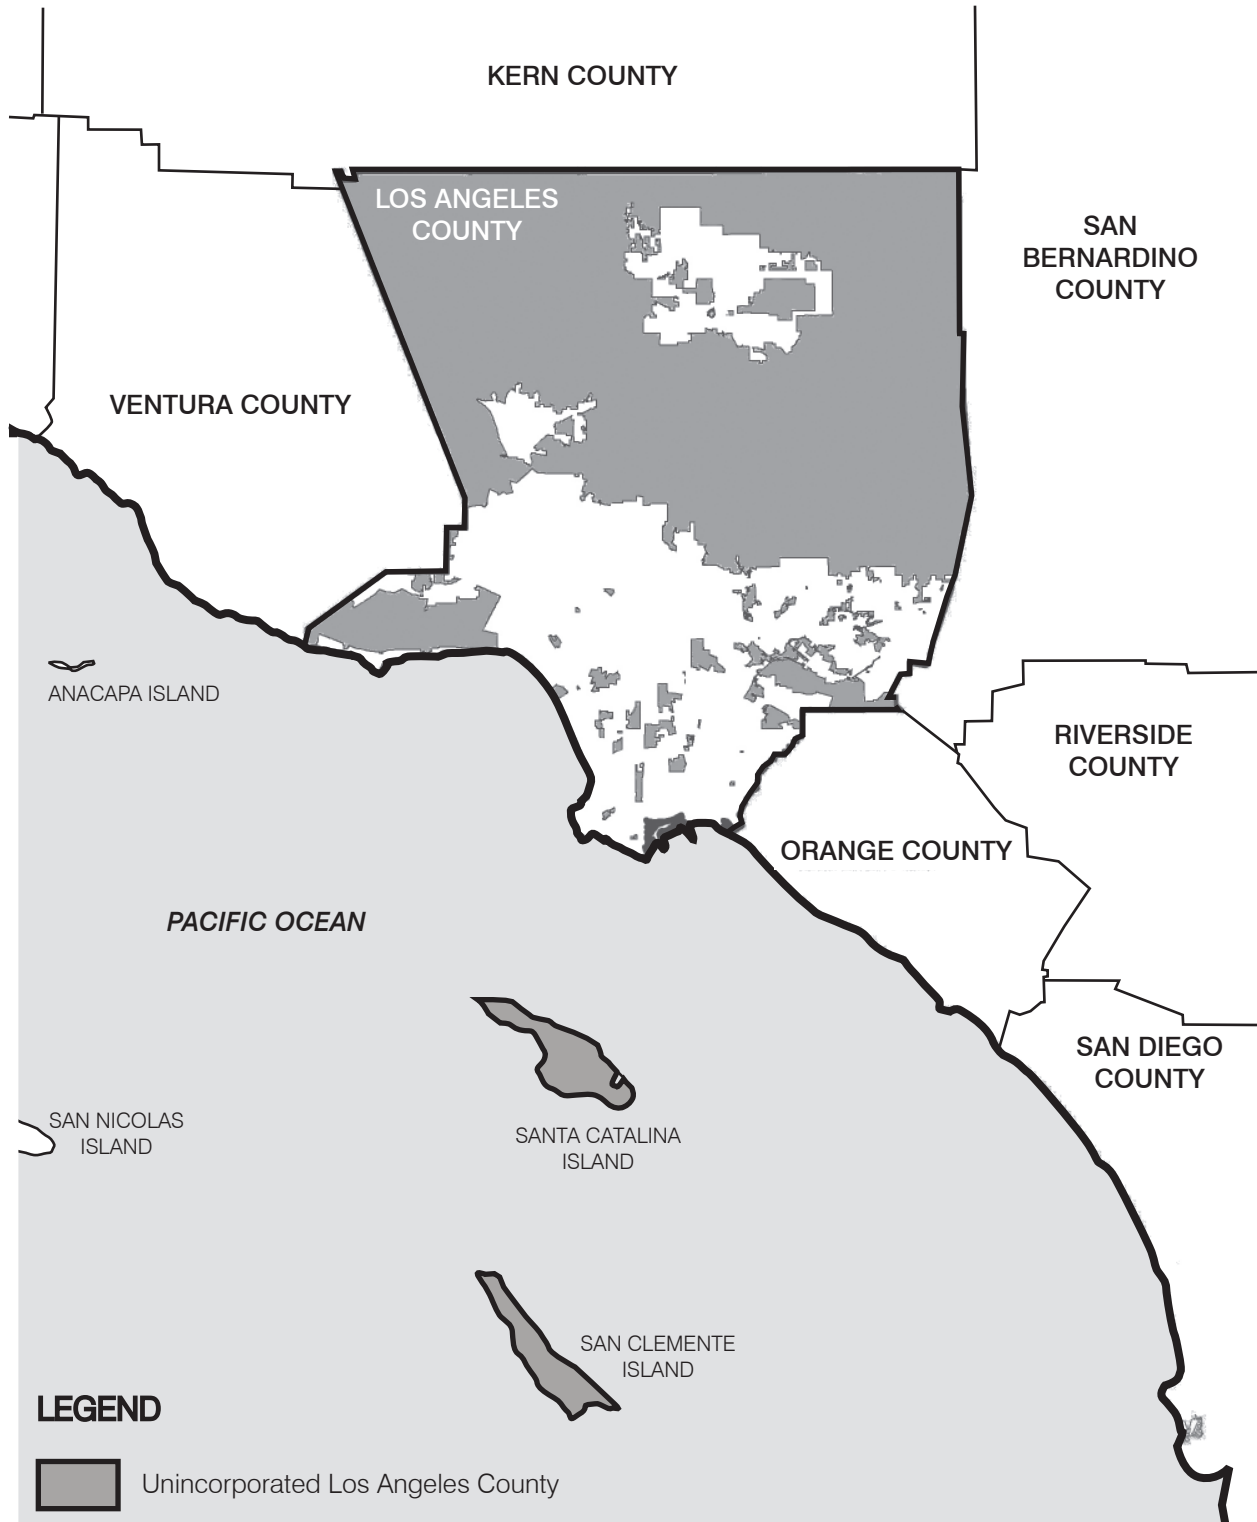 KERN COUNTY
LOS ANGELES
COUNTY
SAN
BERNARDINO
COUNTY
VENTURA COUNTY
ANACAPA ISLAND
RIVERSIDE
COUNTY
ORANGE COUNTY
PACIFIC OCEAN
SAN DIEGO
COUNTY
SAN NICOLAS
ISLAND
SANTA CATALINA
ISLAND
SAN CLEMENTE
ISLAND
LEGEND
Unincorporated Los Angeles County